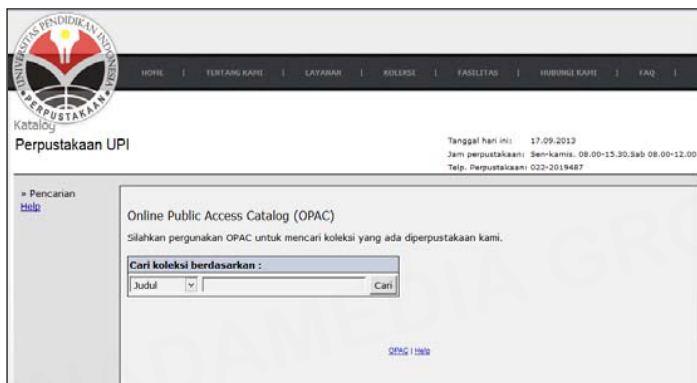 UNIVERSITAS PENDIDIKAN INDONESIA
PERPUSTAKAAN
HOME | TENTANG KAMI | LAYANAN | KOLEKSI | FASILITAS | HUBUNGI KAMI | FAQ |
Katalog
Perpustakaan UPI
Tanggal hari ini: 17.09.2013
Jam perpustakaan: Sen-kamis. 08.00-15.30.Sab 08.00-12.00
Telp. Perpustakaan: 022-2019487
» Pencarian
Help
Online Public Access Catalog (OPAC)
Silahkan pergunakan OPAC untuk mencari koleksi yang ada diperpustakaan kami.
Cari koleksi berdasarkan :
Judul
Cari
OPAC | Help